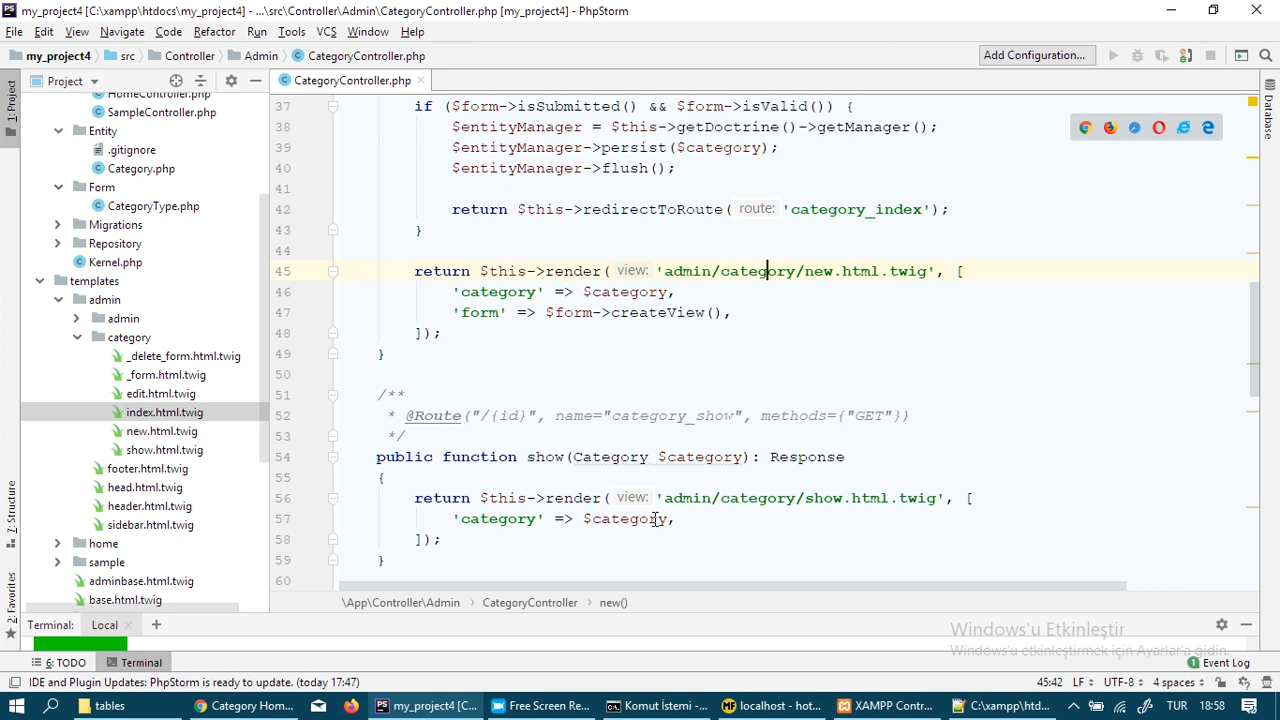 my_project4 [C:\xampp\htdocs\my_project4] - ...\src\Controller\Admin\CategoryController.php [my_project4] - PhpStorm
File Edit View Navigate Code Refactor Run Tools VCS Window Help
my_project4 src Controller Admin CategoryController.php Add Configuration...
1: Project
Project
CategoryController.php
Database
HomeController.php
SampleController.php
Entity
.gitignore
Category.php
Form
CategoryType.php
Migrations
Repository
Kernel.php
templates
admin
admin
category
_delete_form.html.twig
_form.html.twig
edit.html.twig
index.html.twig
new.html.twig
show.html.twig
footer.html.twig
head.html.twig
header.html.twig
sidebar.html.twig
home
sample
adminbase.html.twig
base.html.twig
2: Structure
2: Favorites
37 if ($form->isSubmitted() && $form->isValid()) {
38 $entityManager = $this->getDoctrine()->getManager();
39 $entityManager->persist($category);
40 $entityManager->flush();
41
42 return $this->redirectToRoute( route: 'category_index');
43 }
44
45 return $this->render( view: 'admin/category/new.html.twig', [
46 'category' => $category,
47 'form' => $form->createView(),
48 ]);
49 }
50
51 /**
52 * @Route("/{id}", name="category_show", methods={"GET"})
53 */
54 public function show(Category $category): Response
55 {
56 return $this->render( view: 'admin/category/show.html.twig', [
57 'category' => $category,
58 ]);
59 }
60
\App\Controller\Admin CategoryController new()
Terminal: Local
Windows'u Etkinleştir
Windows'u etkinleştirmek için Ayarlar'a gidin.
6: TODO Terminal 1 Event Log
IDE and Plugin Updates: PhpStorm is ready to update. (today 17:47) 45:42 LF UTF-8 4 spaces
tables Category Hom... my_project4 [C... Free Screen Re... Komut İstemi -... localhost - hot... XAMPP Control... C:\xampp\htd... TUR 18:58